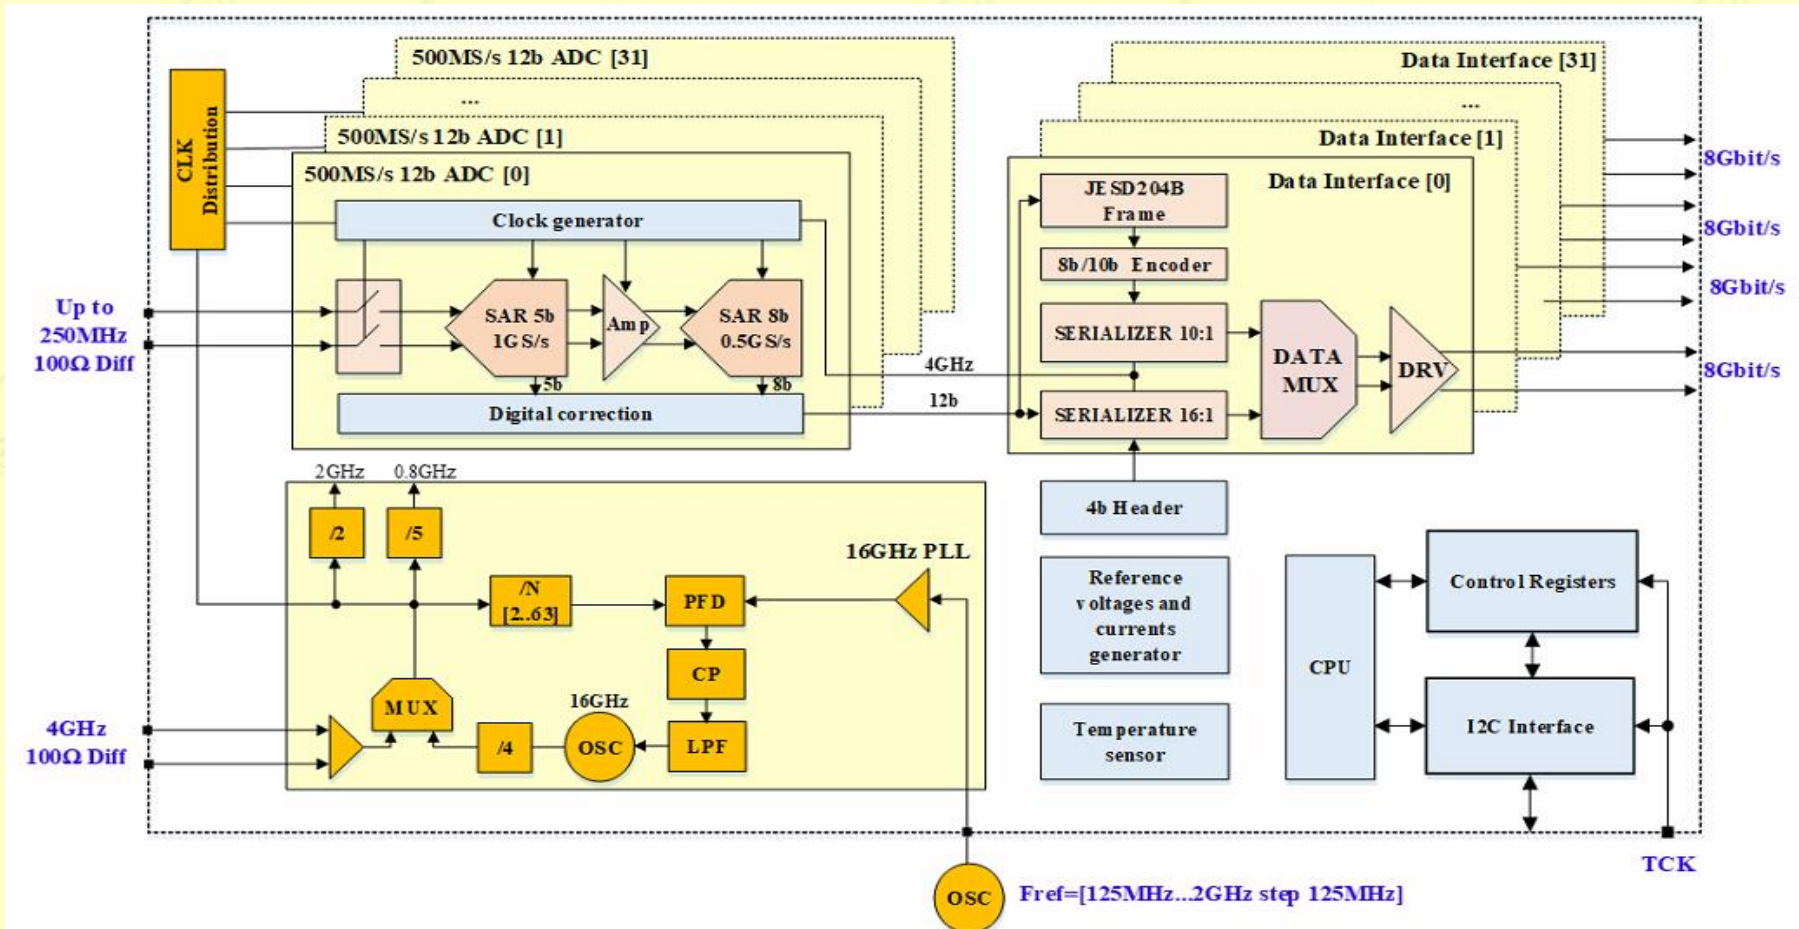 500MS/s 12b ADC [31]
...
500MS/s 12b ADC [1]
500MS/s 12b ADC [0]
CLK
Distribution
Clock generator
SAR 5b
1GS/s
Amp
SAR 8b
0.5GS/s
5b
8b
Digital correction
Up to
250MHz
100Ω Diff
4GHz
12b
Data Interface [31]
...
Data Interface [1]
Data Interface [0]
JESD204B
Frame
8b/10b Encoder
SERIALIZER 10:1
SERIALIZER 16:1
DATA
MUX
DRV
8Gbit/s
8Gbit/s
8Gbit/s
8Gbit/s
2GHz
0.8GHz
/2
/5
16GHz PLL
/N
[2..63]
PFD
CP
LPF
16GHz
OSC
/4
MUX
4GHz
100Ω Diff
4b Header
Reference
voltages and
currents
generator
Temperature
sensor
CPU
Control Registers
I2C Interface
TCK
OSC
Fref=[125MHz...2GHz step 125MHz]